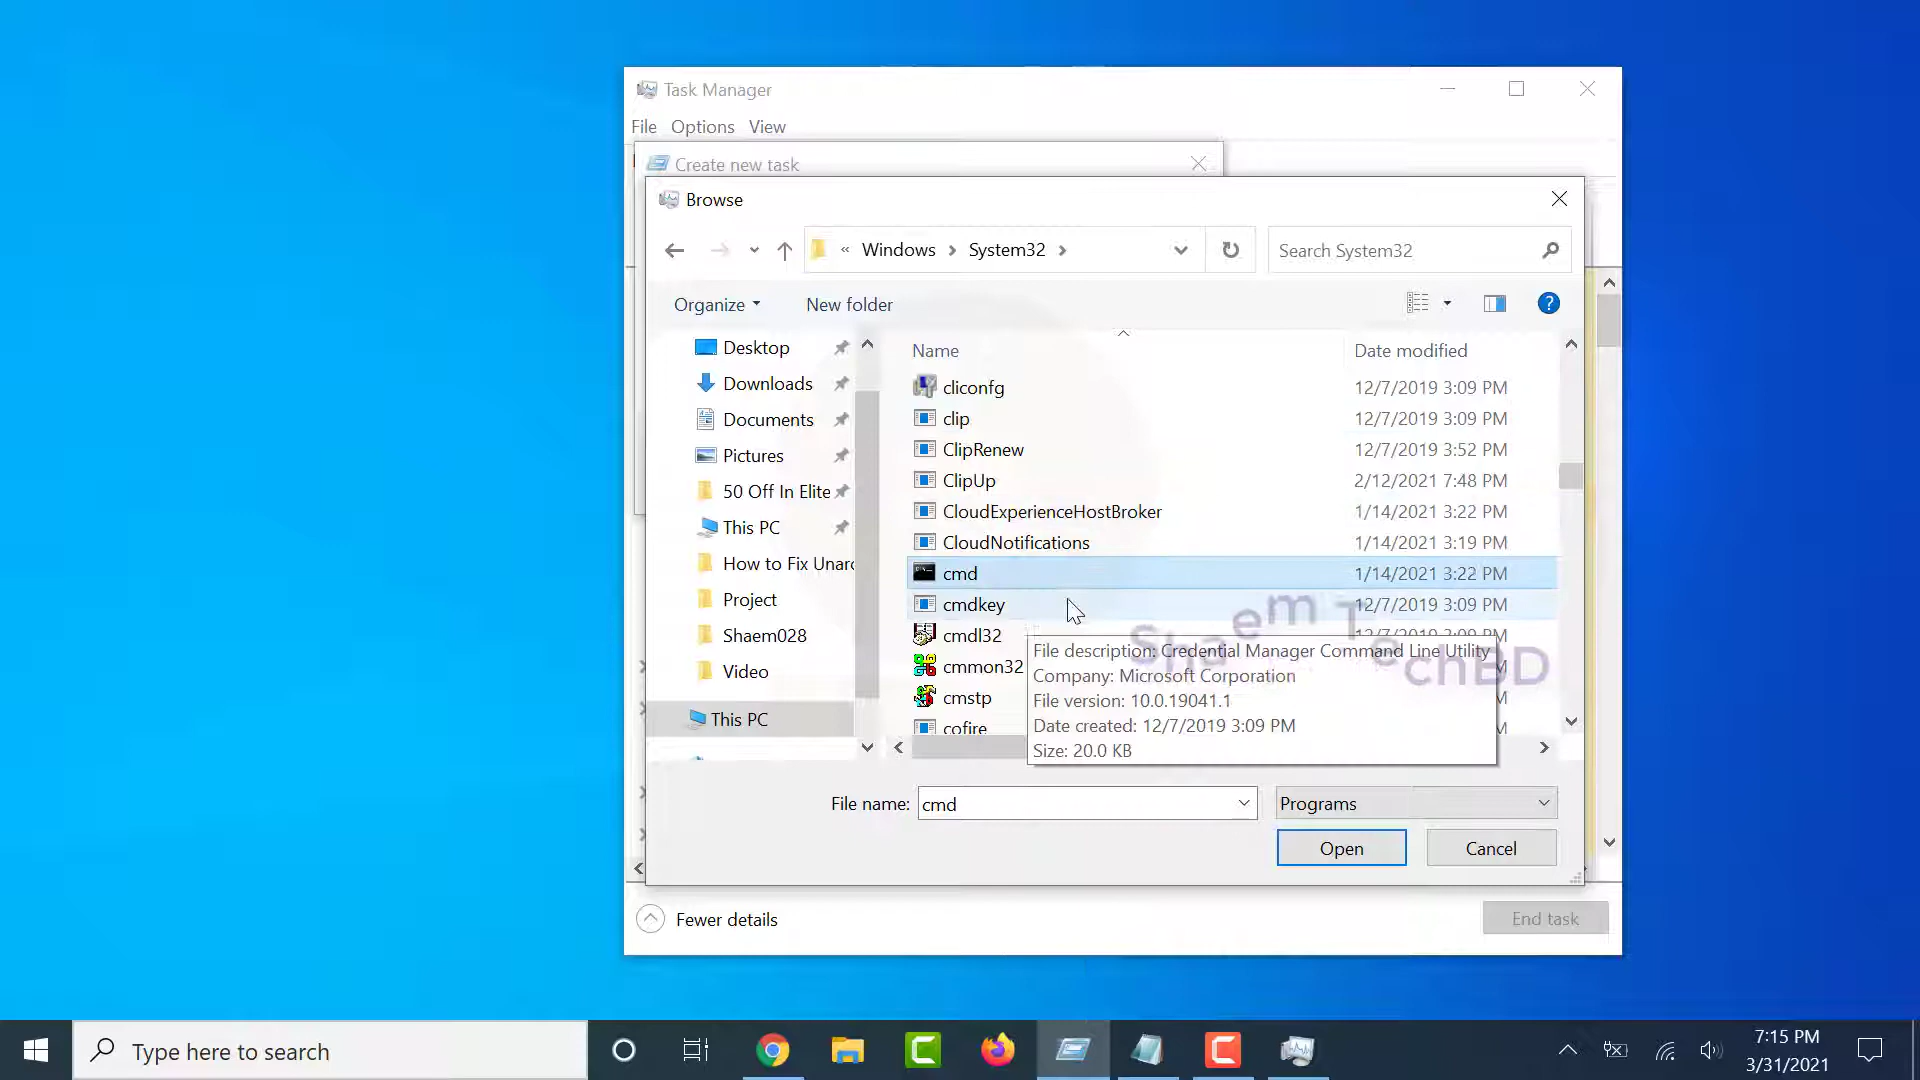 Task Manager
File Options View
Create new task
Browse
« Windows > System32 >
Search System32
Organize
New folder
Desktop
Downloads
Documents
Pictures
50 Off In Elite
This PC
How to Fix Unarc
Project
Shaem028
Video
This PC
Name
Date modified
cliconfg 12/7/2019 3:09 PM
clip 12/7/2019 3:09 PM
ClipRenew 12/7/2019 3:52 PM
ClipUp 2/12/2021 7:48 PM
CloudExperienceHostBroker 1/14/2021 3:22 PM
CloudNotifications 1/14/2021 3:19 PM
cmd 1/14/2021 3:22 PM
cmdkey 12/7/2019 3:09 PM
cmdl32 12/7/2019 3:09 PM
cmmon32
cmstp
cofire
File description: Credential Manager Command Line Utility
Company: Microsoft Corporation
File version: 10.0.19041.1
Date created: 12/7/2019 3:09 PM
Size: 20.0 KB
Shaem TechBD
File name: cmd
Programs
Open
Cancel
Fewer details
End task
Type here to search
7:15 PM
3/31/2021